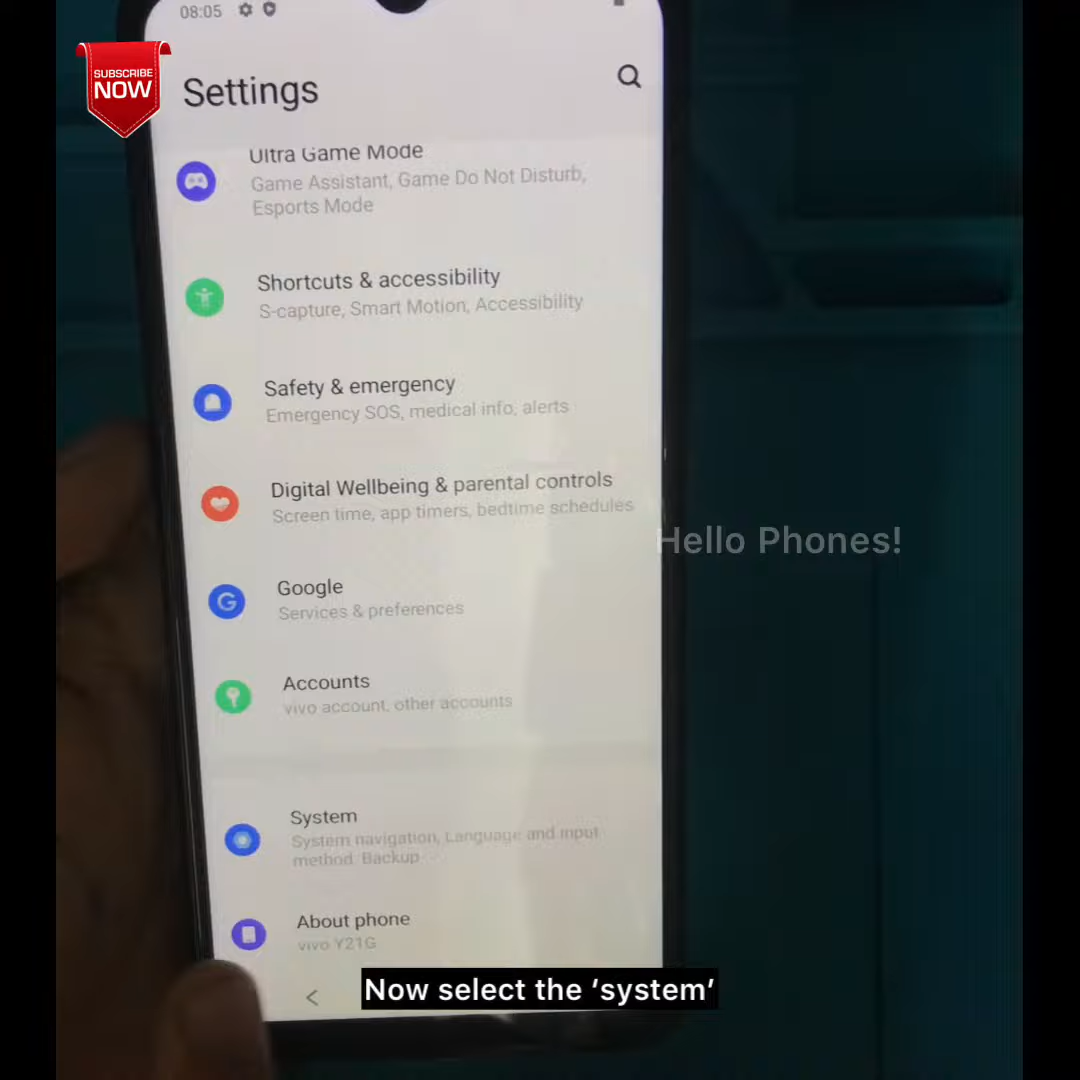 08:05
SUBSCRIBE
NOW
Settings
Ultra Game Mode
Game Assistant, Game Do Not Disturb,
Esports Mode
Shortcuts & accessibility
S-capture, Smart Motion, Accessibility
Safety & emergency
Emergency SOS, medical info, alerts
Digital Wellbeing & parental controls
Screen time, app timers, bedtime schedules
Hello Phones!
Google
Services & preferences
Accounts
vivo account, other accounts
System
System navigation, Language and input
method, Backup
About phone
vivo Y21G
Now select the ‘system’